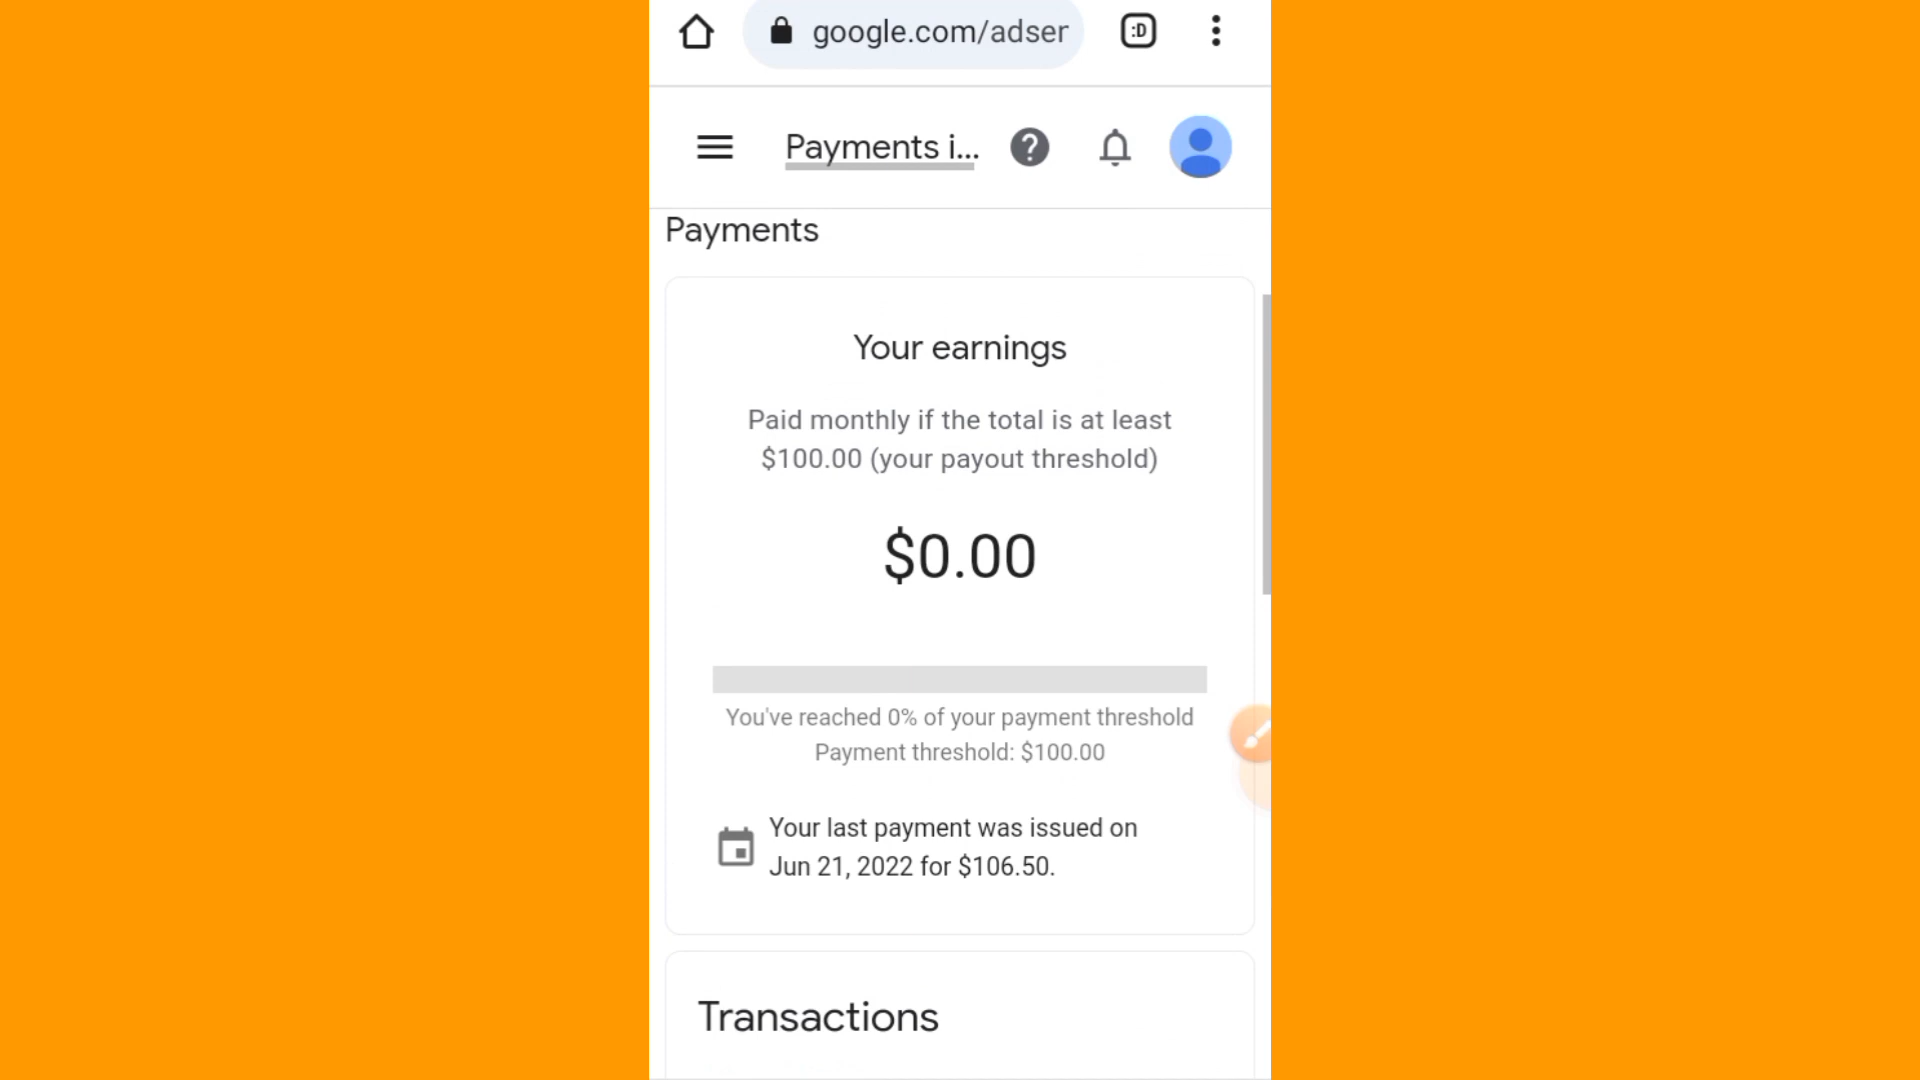 google.com/adser
:D
Payments i...
Payments
Your earnings
Paid monthly if the total is at least
$100.00 (your payout threshold)
$0.00
You've reached 0% of your payment threshold
Payment threshold: $100.00
Your last payment was issued on
Jun 21, 2022 for $106.50.
Transactions